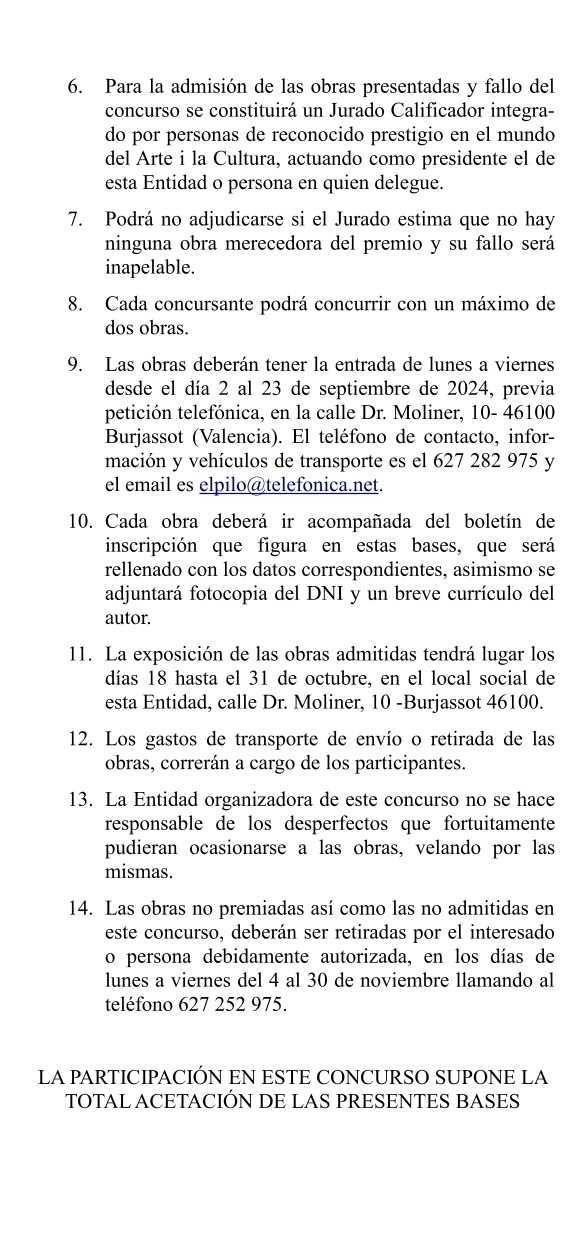 6. Para la admisión de las obras presentadas y fallo del
concurso se constituirá un Jurado Calificador integra-
do por personas de reconocido prestigio en el mundo
del Arte i la Cultura, actuando como presidente el de
esta Entidad o persona en quien delegue.
7. Podrá no adjudicarse si el Jurado estima que no hay
ninguna obra merecedora del premio y su fallo será
inapelable.
8. Cada concursante podrá concurrir con un máximo de
dos obras.
9. Las obras deberán tener la entrada de lunes a viernes
desde el día 2 al 23 de septiembre de 2024, previa
petición telefónica, en la calle Dr. Moliner, 10- 46100
Burjassot (Valencia). El teléfono de contacto, infor-
mación y vehículos de transporte es el 627 282 975 y
el email es elpilo@telefonica.net.
10. Cada obra deberá ir acompañada del boletín de
inscripción que figura en estas bases, que será
rellenado con los datos correspondientes, asimismo se
adjuntará fotocopia del DNI y un breve currículo del
autor.
11. La exposición de las obras admitidas tendrá lugar los
días 18 hasta el 31 de octubre, en el local social de
esta Entidad, calle Dr. Moliner, 10 -Burjassot 46100.
12. Los gastos de transporte de envío o retirada de las
obras, correrán a cargo de los participantes.
13. La Entidad organizadora de este concurso no se hace
responsable de los desperfectos que fortuitamente
pudieran ocasionarse a las obras, velando por las
mismas.
14. Las obras no premiadas así como las no admitidas en
este concurso, deberán ser retiradas por el interesado
o persona debidamente autorizada, en los días de
lunes a viernes del 4 al 30 de noviembre llamando al
teléfono 627 252 975.
LA PARTICIPACIÓN EN ESTE CONCURSO SUPONE LA
TOTAL ACETACIÓN DE LAS PRESENTES BASES